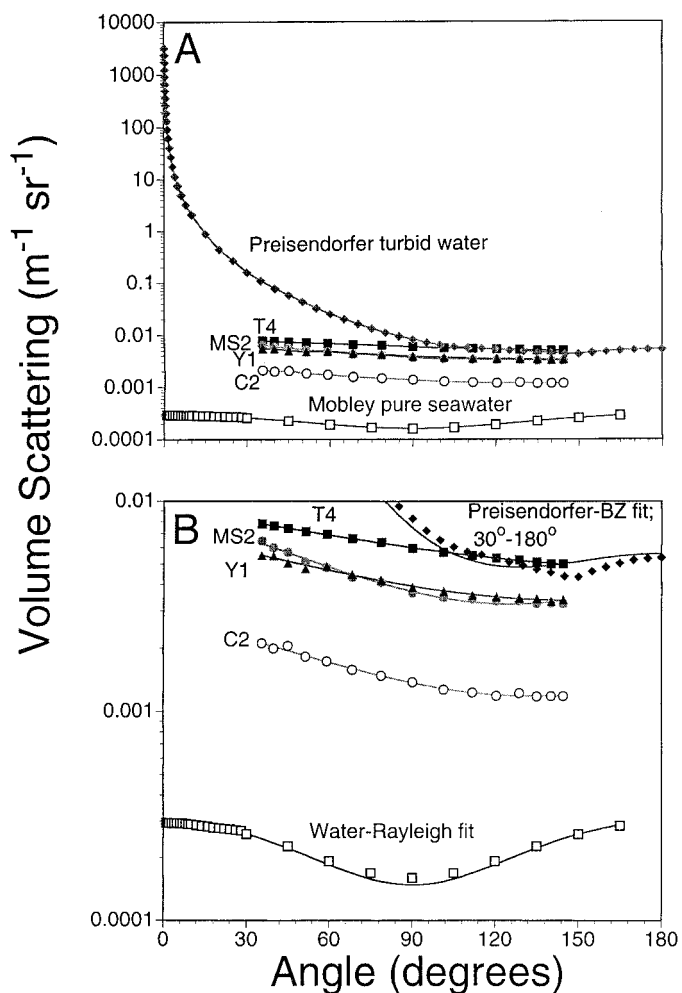 Volume Scattering (m⁻¹ sr⁻¹)
A
10000
1000
100
10
1
0.1
0.01
0.001
0.0001
Preisendorfer turbid water
T4
MS2
Y1
C2
Mobley pure seawater
B
0.01
0.001
0.0001
Preisendorfer-BZ fit;
30⁰-180⁰
T4
MS2
Y1
C2
Water-Rayleigh fit
0 30 60 90 120 150 180
Angle (degrees)